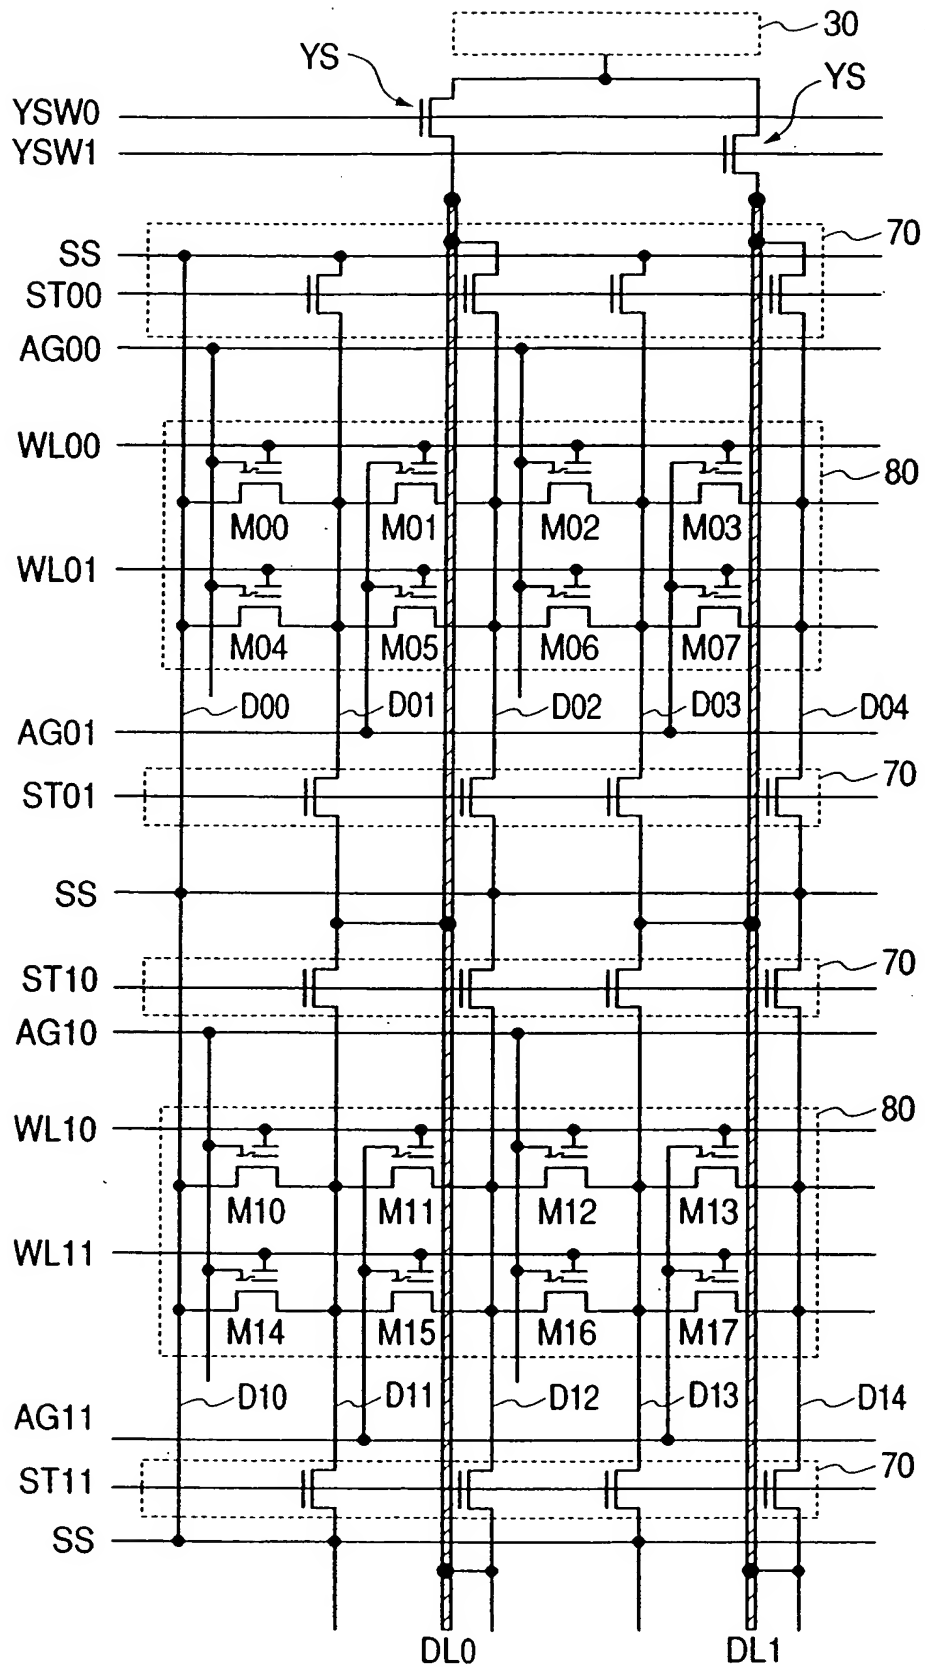 30
YS
YS
YSW0
YSW1
70
SS
ST00
AG00
WL00
80
M00 M01 M02 M03
WL01
M04 M05 M06 M07
D00 D01 D02 D03 D04
AG01
70
ST01
SS
70
ST10
AG10
80
WL10
M10 M11 M12 M13
WL11
M14 M15 M16 M17
D10 D11 D12 D13 D14
AG11
70
ST11
SS
DL0 DL1